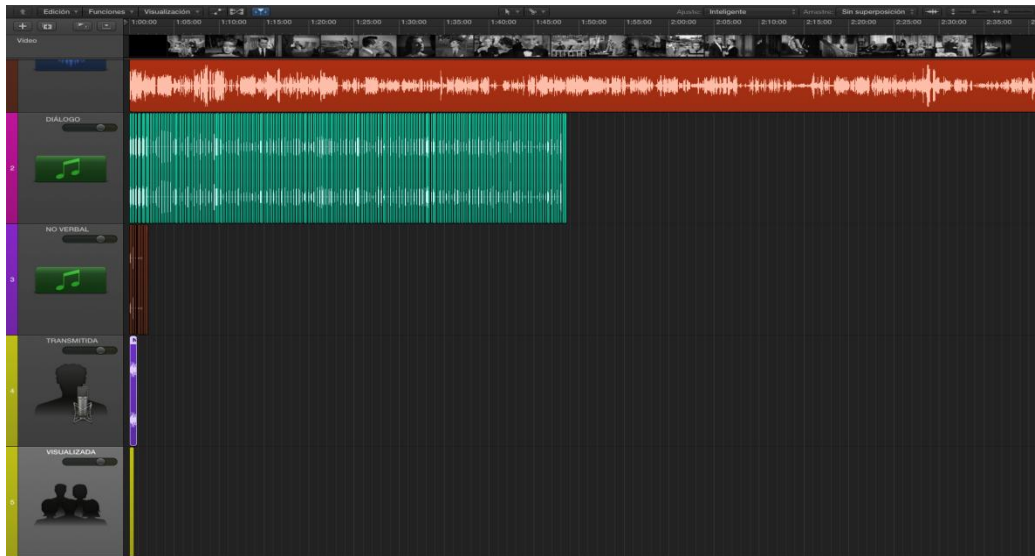 Edición Funciones Visualización Ajuste: Inteligente Arrastro: Sin superposición
1:00:00 1:05:00 1:10:00 1:15:00 1:20:00 1:25:00 1:30:00 1:35:00 1:40:00 1:45:00 1:50:00 1:55:00 2:00:00 2:05:00 2:10:00 2:15:00 2:20:00 2:25:00 2:30:00 2:35:00
Vídeo
DIÁLOGO
2
NO VERBAL
3
TRANSMITIDA
4
VISUALIZADA
5